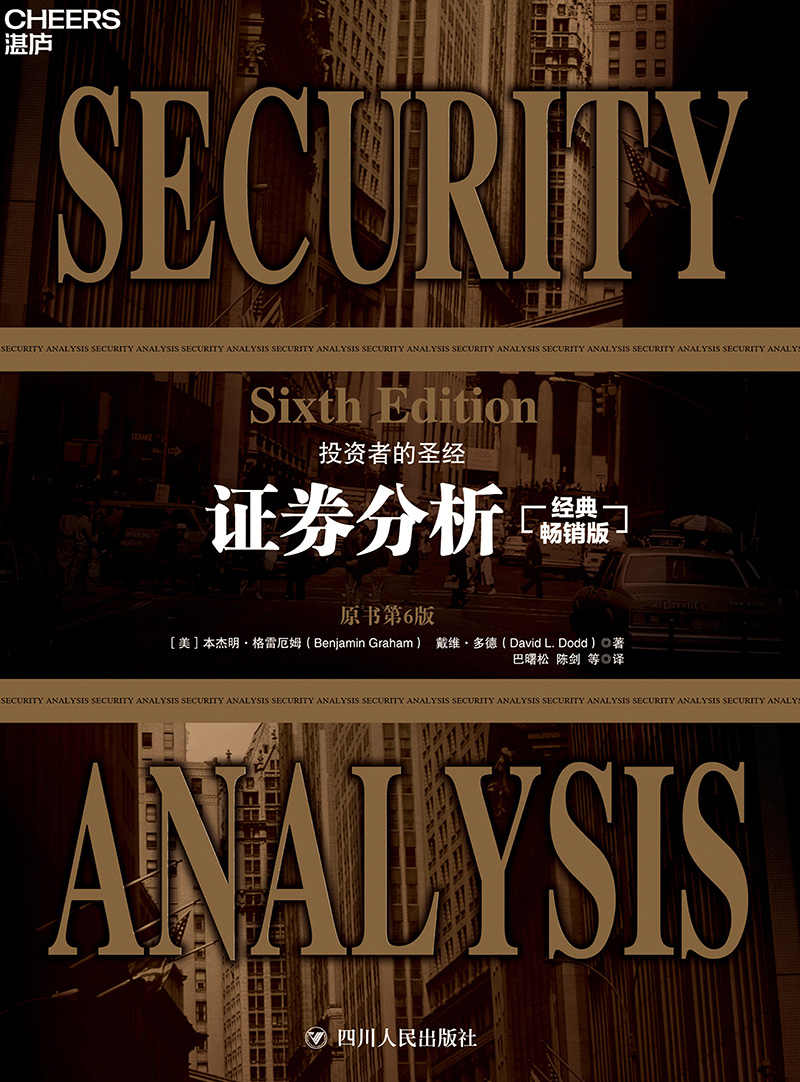 CHEERS
湛庐
SECURITY
SECURITY ANALYSIS SECURITY ANALYSIS SECURITY ANALYSIS SECURITY ANALYSIS SECURITY ANALYSIS SECURITY ANALYSIS SECURITY ANALYSIS SECURITY ANALYSIS SECURITY ANALYS
Sixth Edition
投资者的圣经
证券分析
经典
畅销版
原书第6版
[美] 本杰明·格雷厄姆 (Benjamin Graham) 戴维·多德 (David L. Dodd) ◎ 著
巴曙松 陈剑 等◎译
SECURITY ANALYSIS SECURITY ANALYSIS SECURITY ANALYSIS SECURITY ANALYSIS SECURITY ANALYSIS SECURITY ANALYSIS SECURITY ANALYSIS SECURITY ANALYSIS SECURITY ANALYS
ANALYSIS
四川人民出版社